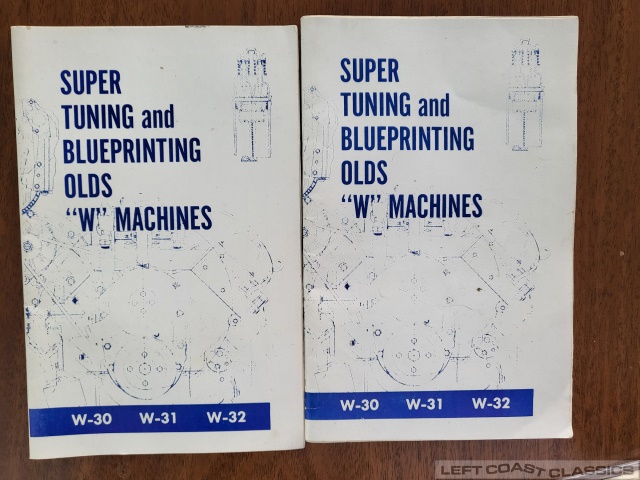 SUPER
TUNING and
BLUEPRINTING
OLDS
“W” MACHINES
W-30 W-31 W-32
SUPER
TUNING and
BLUEPRINTING
OLDS
“W” MACHINES
W-30 W-31 W-32
LEFT COAST CLASSICS